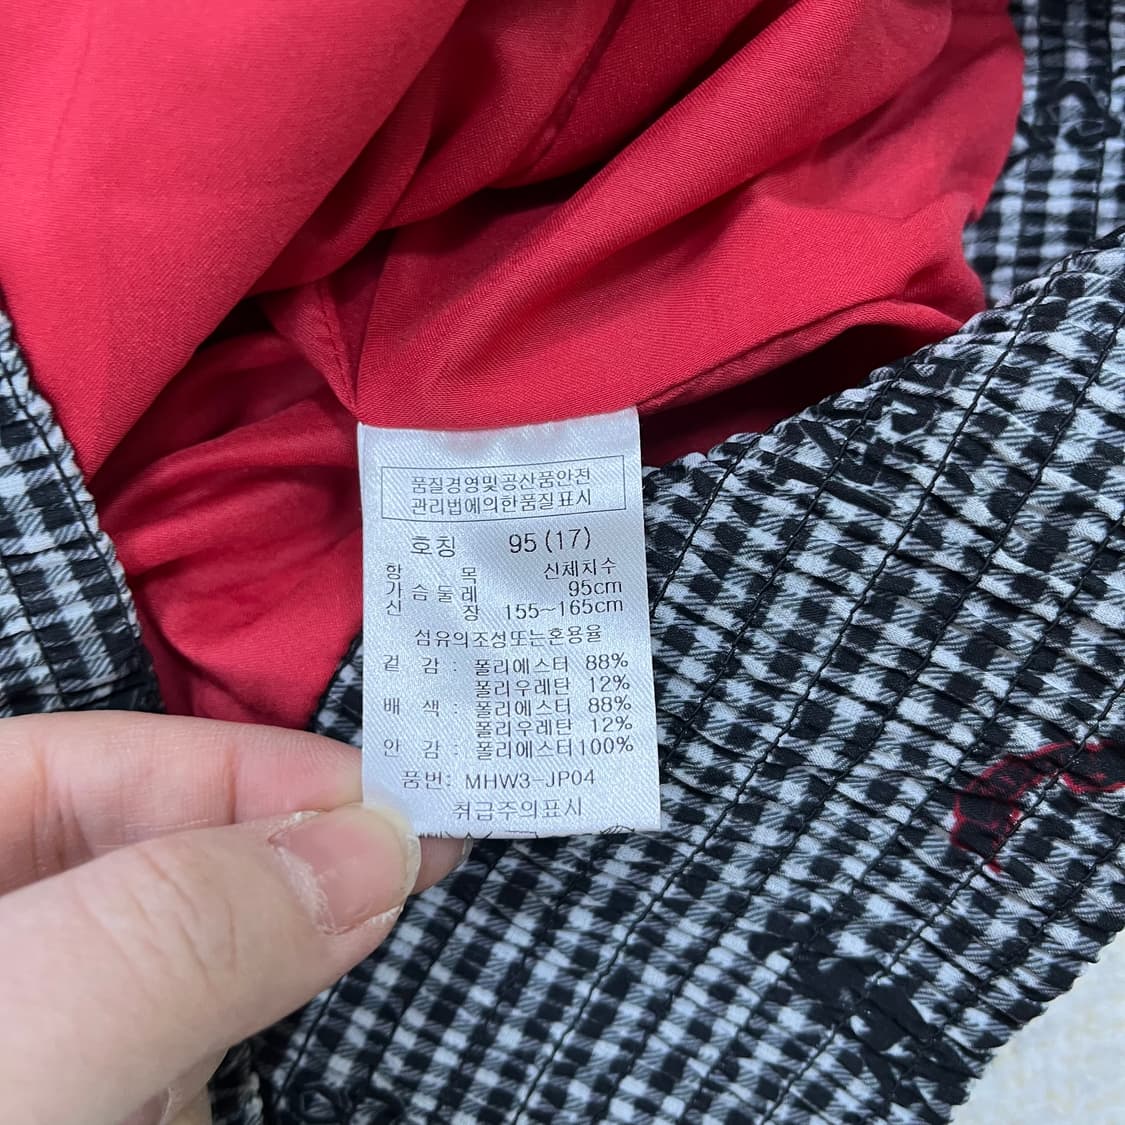 품질경영및공산품안전
관리법에의한품질표시
호칭 95 (17)
항 목 신체치수
가슴둘레 95cm
신 장 155~165cm
섬유의조성또는혼용율
겉 감 : 폴리에스터 88%
폴리우레탄 12%
배 색 : 폴리에스터 88%
폴리우레탄 12%
안 감 : 폴리에스터100%
품번: MHW3-JP04
취급주의표시